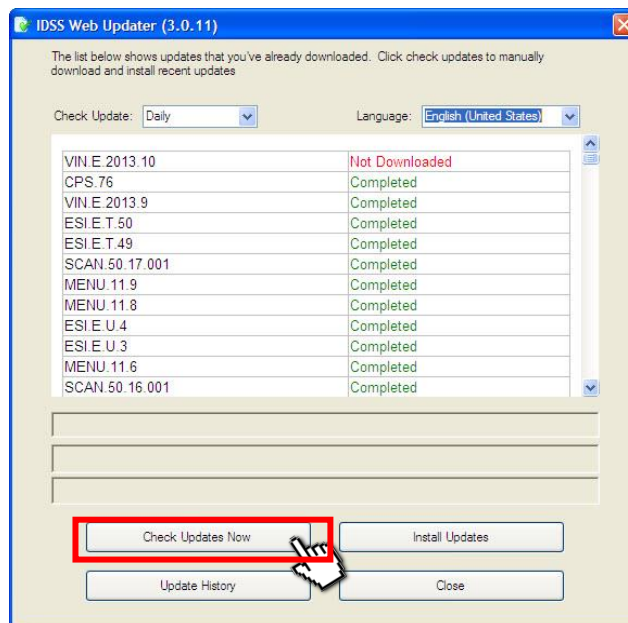 IDSS Web Updater (3.0.11)
The list below shows updates that you've already downloaded. Click check updates to manually
download and install recent updates
Check Update: Daily Language: English (United States)
VIN.E.2013.10 Not Downloaded
CPS.76 Completed
VIN.E.2013.9 Completed
ESI.E.T.50 Completed
ESI.E.T.49 Completed
SCAN.50.17.001 Completed
MENU.11.9 Completed
MENU.11.8 Completed
ESI.E.U.4 Completed
ESI.E.U.3 Completed
MENU.11.6 Completed
SCAN.50.16.001 Completed
Check Updates Now Install Updates
Update History Close